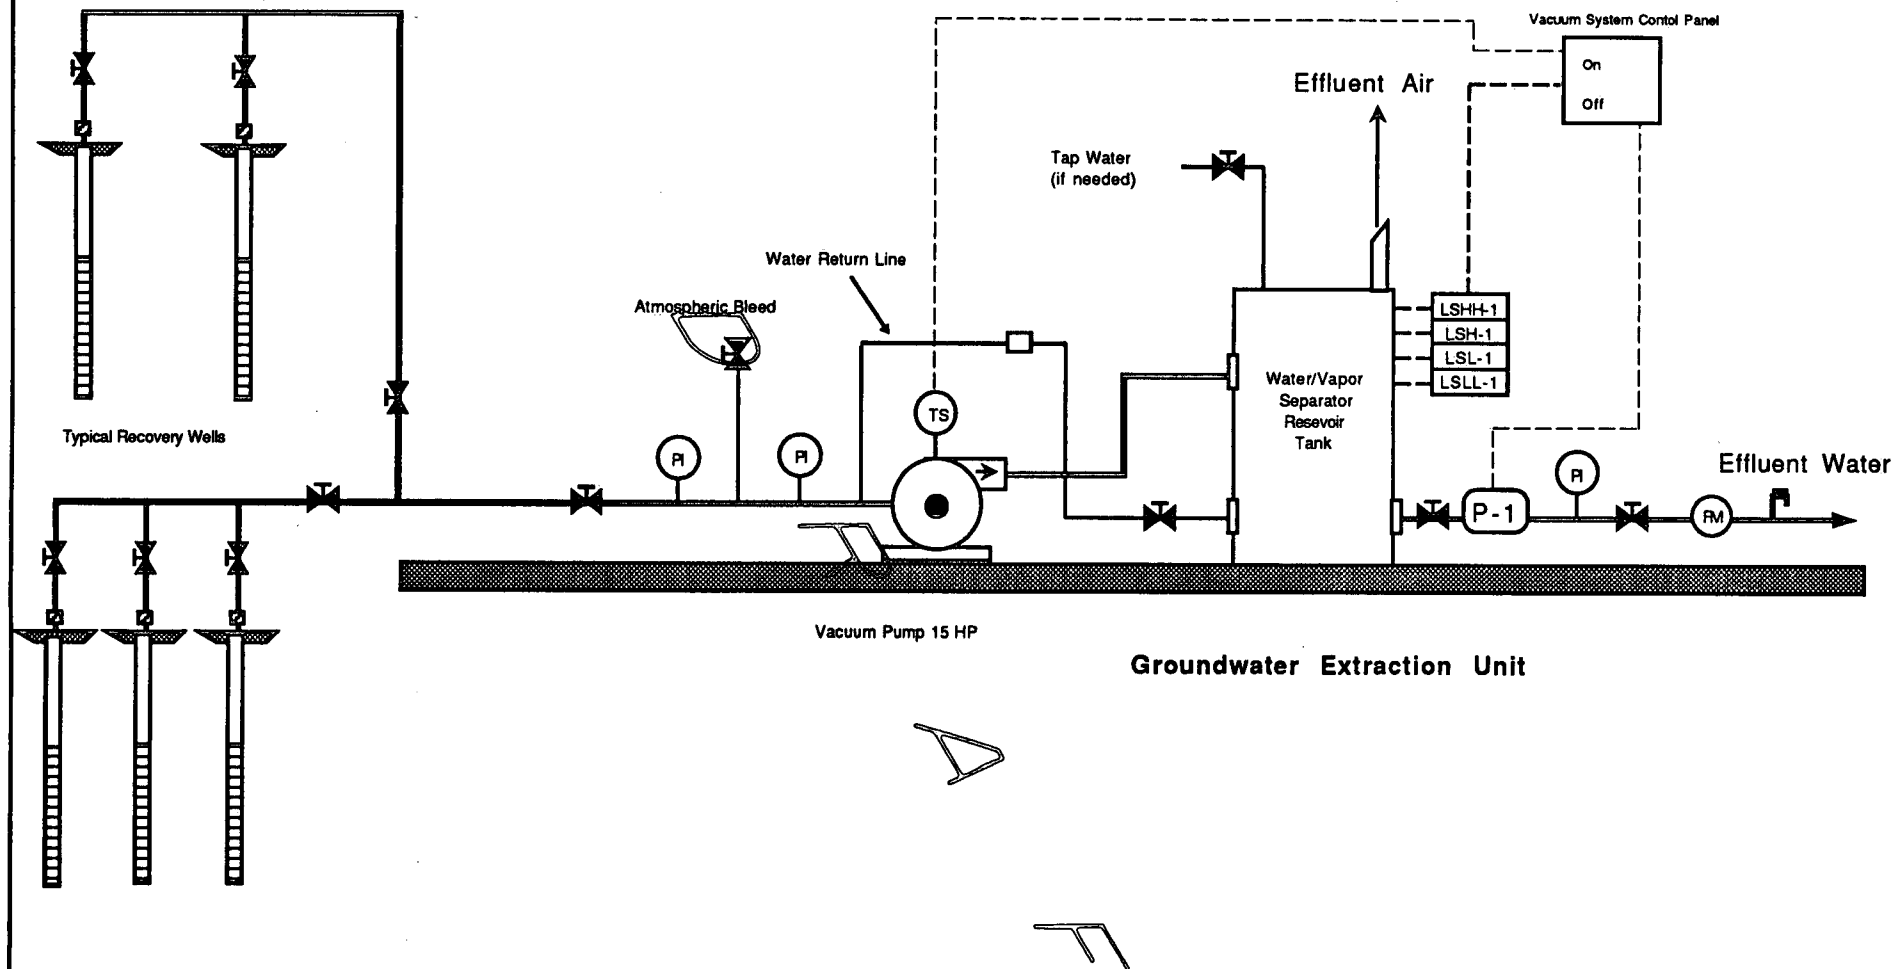 Vacuum System Contol Panel
On
Off
Effluent Air
Tap Water
(if needed)
Water Return Line
Atmospheric Bleed
LSHH-1
LSH-1
LSL-1
LSLL-1
Water/Vapor
Separator
Resevoir
Tank
TS
Typical Recovery Wells
PI
PI
PI
Effluent Water
P-1
FM
Vacuum Pump 15 HP
Groundwater Extraction Unit